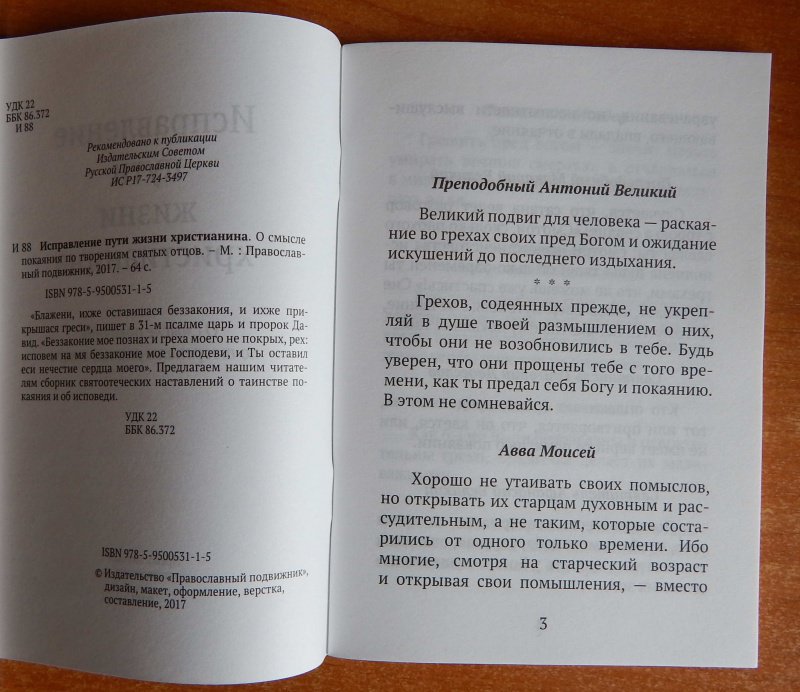 УДК 22
ББК 86.372
И 88
Рекомендовано к публикации
Издательским Советом
Русской Православной Церкви
ИС Р17-724-3497
И 88 Исправление пути жизни христианина. О смысле
покаяния по творениям святых отцов. – М. : Православ-
ный подвижник, 2017. – 64 с.
ISBN 978-5-9500531-1-5
«Блажени, ихже оставишася беззакония, и ихже при-
крышася греси», пишет в 31-м псалме царь и пророк Да-
вид. «Беззаконие мое познах и греха моего не покрых, рех:
исповем на мя беззаконие мое Господеви, и Ты оставил
еси нечестие сердца моего». Предлагаем нашим читате-
лям сборник святоотеческих наставлений о таинстве по-
каяния и об исповеди.
УДК 22
ББК 86.372
ISBN 978-5-9500531-1-5
© Издательство «Православный подвижник»,
дизайн, макет, оформление, верстка,
составление, 2017
Преподобный Антоний Великий
Великий подвиг для человека — раская-
ние во грехах своих пред Богом и ожидание
искушений до последнего издыхания.
* * *
Грехов, содеянных прежде, не укреп-
ляй в душе твоей размышлением о них,
чтобы они не возобновились в тебе. Будь
уверен, что они прощены тебе с того вре-
мени, как ты предал себя Богу и покаянию.
В этом не сомневайся.
Авва Моисей
Хорошо не утаивать своих помыслов,
но открывать их старцам духовным и рас-
судительным, а не таким, которые соста-
рились от одного только времени. Ибо
многие, смотря на старческий возраст
и открывая свои помышления, — вместо
3